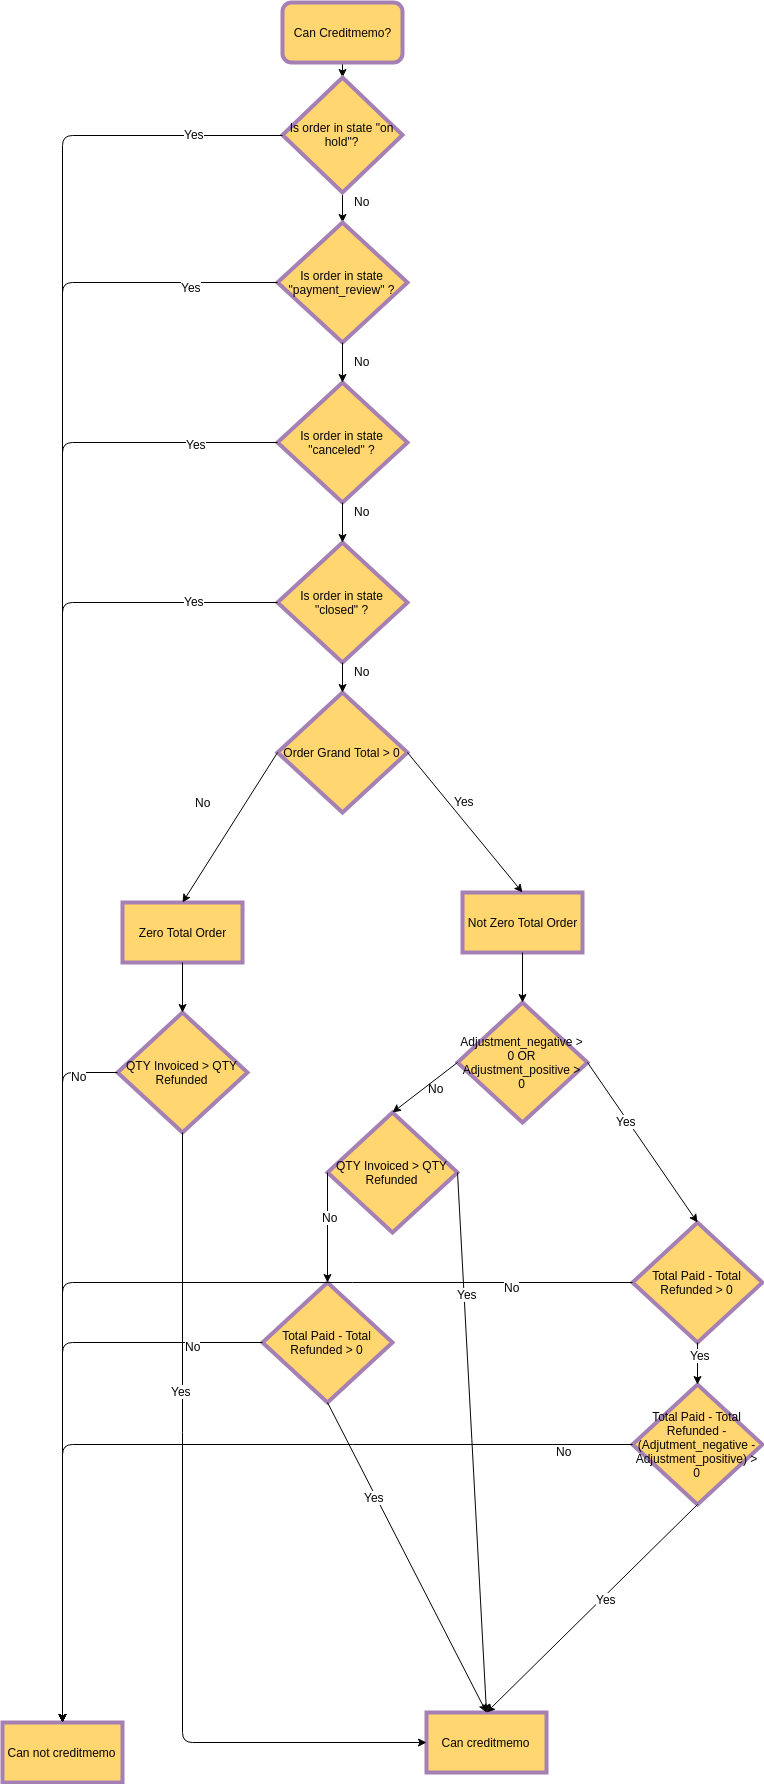 Can Creditmemo?
Is order in state "on
hold"?
Yes
No
Is order in state
"payment_review" ?
Yes
No
Is order in state
"canceled" ?
Yes
No
Is order in state
"closed" ?
Yes
No
Order Grand Total > 0
No
Yes
Zero Total Order
Not Zero Total Order
QTY Invoiced > QTY
Refunded
No
Adjustment_negative >
0 OR
Adjustment_positive >
0
No
Yes
QTY Invoiced > QTY
Refunded
No
Yes
Total Paid - Total
Refunded > 0
No
Yes
Total Paid - Total
Refunded > 0
No
Yes
Yes
Total Paid - Total
Refunded -
(Adjutment_negative -
Adjustment_positive) >
0
No
Yes
Can not creditmemo
Can creditmemo